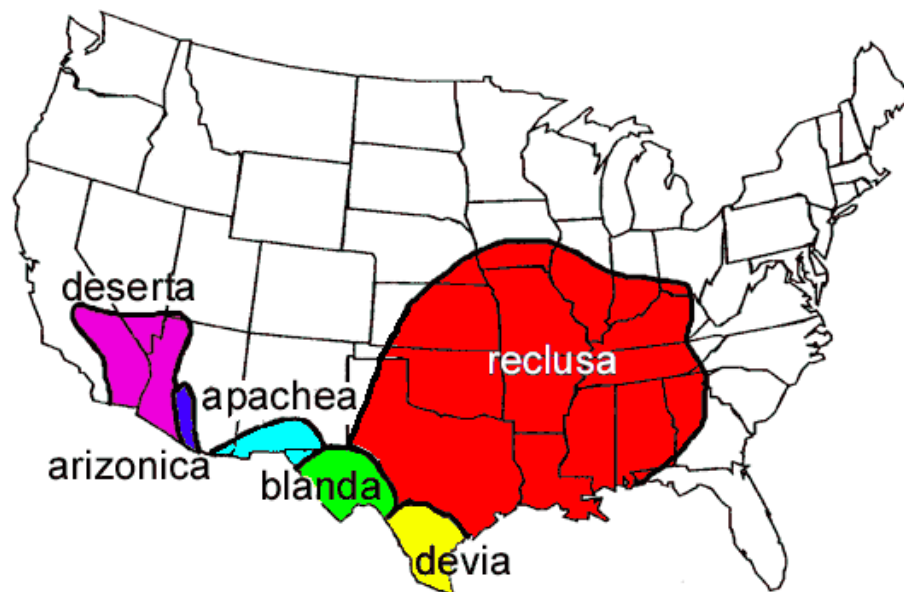 deserta
reclusa
apachea
arizonica
blanda
devia